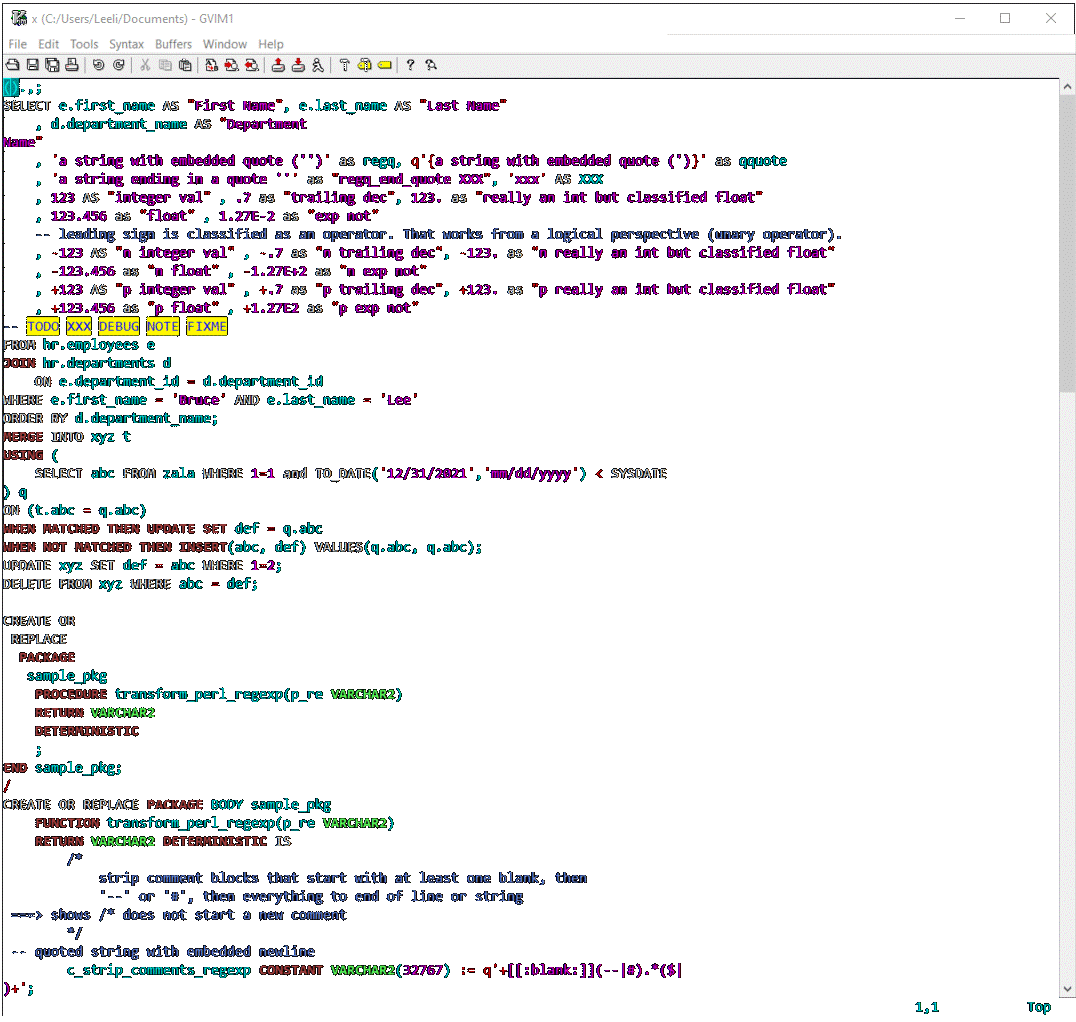 x (C:/Users/Leeli/Documents) - GVIM1
File Edit Tools Syntax Buffers Window Help
().,;
SELECT e.first_name AS "First Name", e.last_name AS "Last Name"
    , d.department_name AS "Department
Name"
    , 'a string with embedded quote ('')' as regq, q'{a string with embedded quote (')}' as qquote
    , 'a string ending in a quote ''' as "regq_end_quote XXX", 'xxx' AS XXX
    , 123 AS "integer val" , .7 as "trailing dec", 123. as "really an int but classified float"
    , 123.456 as "float" , 1.27E-2 as "exp not"
    -- leading sign is classified as an operator. That works from a logical perspective (unary operator).
    , -123 AS "n integer val" , -.7 as "n trailing dec", -123. as "n really an int but classified float"
    , -123.456 as "n float" , -1.27E+2 as "n exp not"
    , +123 AS "p integer val" , +.7 as "p trailing dec", +123. as "p really an int but classified float"
    , +123.456 as "p float" , +1.27E2 as "p exp not"
-- TODO XXX DEBUG NOTE FIXME
FROM hr.employees e
JOIN hr.departments d
    ON e.department_id = d.department_id
WHERE e.first_name = 'Bruce' AND e.last_name = 'Lee'
ORDER BY d.department_name;
MERGE INTO xyz t
USING (
    SELECT abc FROM zala WHERE 1=1 and TO_DATE('12/31/2021','mm/dd/yyyy') < SYSDATE
) q
ON (t.abc = q.abc)
WHEN MATCHED THEN UPDATE SET def = q.abc
WHEN NOT MATCHED THEN INSERT(abc, def) VALUES(q.abc, q.abc);
UPDATE xyz SET def = abc WHERE 1=2;
DELETE FROM xyz WHERE abc = def;

CREATE OR
 REPLACE
  PACKAGE
   sample_pkg
    PROCEDURE transform_perl_regexp(p_re VARCHAR2)
    RETURN VARCHAR2
    DETERMINISTIC
    ;
END sample_pkg;
/
CREATE OR REPLACE PACKAGE BODY sample_pkg
    FUNCTION transform_perl_regexp(p_re VARCHAR2)
    RETURN VARCHAR2 DETERMINISTIC IS
        /*
            strip comment blocks that start with at least one blank, then
            '--' or '#', then everything to end of line or string
 ===> shows /* does not start a new comment
        */
 -- quoted string with embedded newline
        c_strip_comments_regexp CONSTANT VARCHAR2(32767) := q'+[[:blank:]](--|#).*($|
)+';
1,1 Top